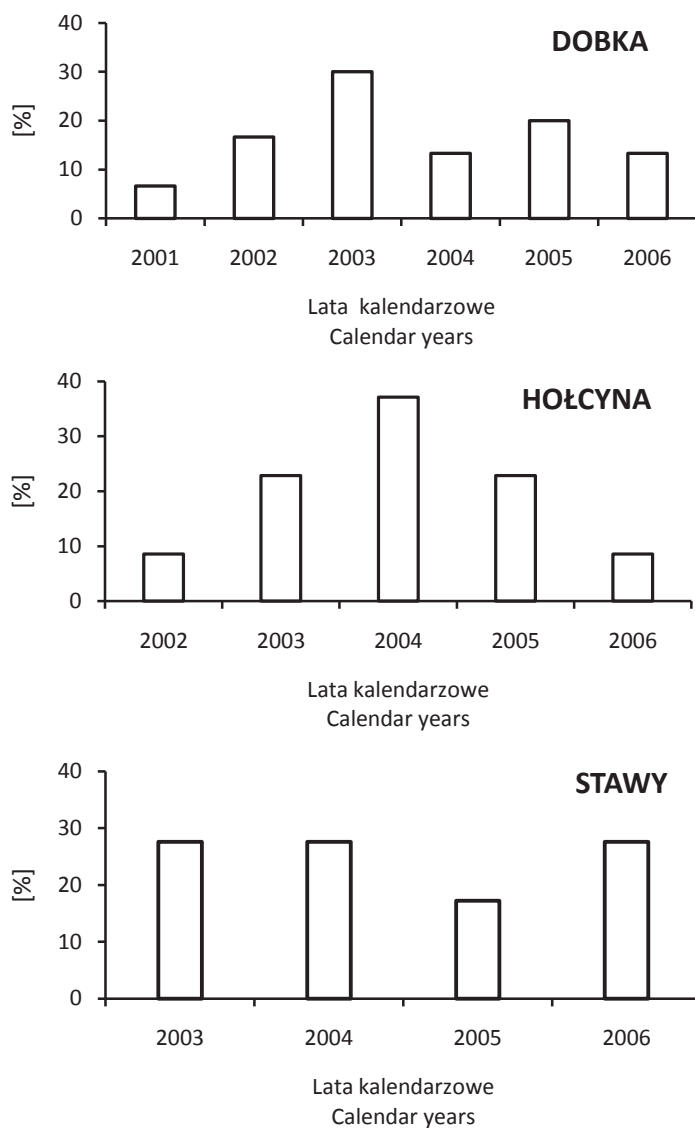 DOBKA
40
30
20
10
0
[%]
2001 2002 2003 2004 2005 2006
Lata kalendarzowe
Calendar years
HOŁCYNA
40
30
20
10
0
[%]
2002 2003 2004 2005 2006
Lata kalendarzowe
Calendar years
STAWY
40
30
20
10
0
[%]
2003 2004 2005 2006
Lata kalendarzowe
Calendar years